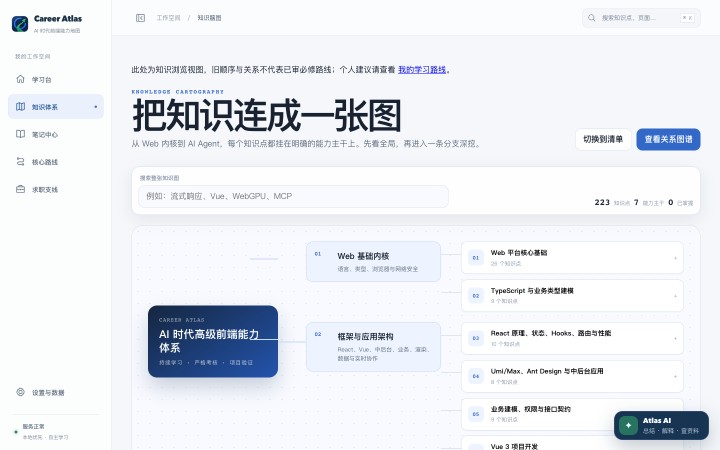 Career Atlas
AI 时代前端能力地图
我的工作空间
学习台
知识体系
笔记中心
核心路线
求职支线
设置与数据
服务正常
本地优先 · 自主学习
工作空间 / 知识脑图
搜索知识点、页面...
⌘ K
此处为知识浏览视图，旧顺序与关系不代表已审必修路线；个人建议请查看 我的学习路线。
KNOWLEDGE CARTOGRAPHY
把知识连成一张图
从 Web 内核到 AI Agent，每个知识点都挂在明确的能力主干上。先看全局，再进入一条分支深挖。
切换到清单
查看关系图谱
搜索整张知识图
例如：流式响应、Vue、WebGPU、MCP
223 知识点 7 能力主干 0 已掌握
CAREER ATLAS
AI 时代高级前端能力
体系
持续学习 · 严格考核 · 项目验证
01
Web 基础内核
语言、类型、浏览器与网络安全
02
框架与应用架构
React、Vue、中后台、业务、渲染、
数据与实时协作
01
Web 平台核心基础
26 个知识点
02
TypeScript 与业务类型建模
9 个知识点
03
React 原理、状态、Hooks、路由与性能
10 个知识点
04
Umi/Max、Ant Design 与中后台应用
8 个知识点
05
业务建模、权限与接口契约
9 个知识点
Vue 3 项目开发
Atlas AI
总结 · 解释 · 查资料